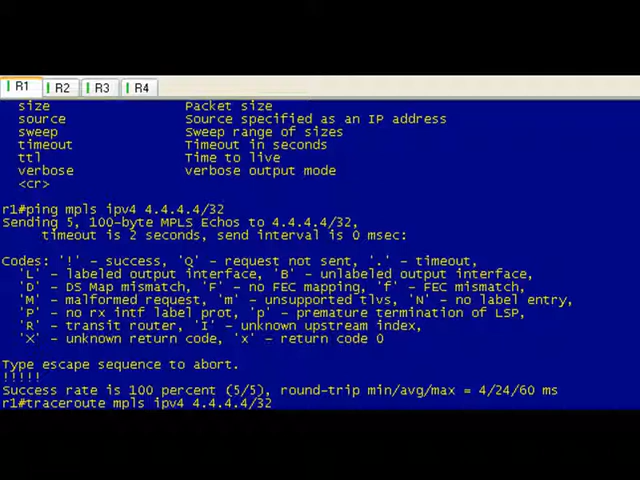 R1 R2 R3 R4
size Packet size
source Source specified as an IP address
sweep Sweep range of sizes
timeout Timeout in seconds
ttl Time to live
verbose verbose output mode
<cr>
r1#ping mpls ipv4 4.4.4.4/32
Sending 5, 100-byte MPLS Echos to 4.4.4.4/32,
timeout is 2 seconds, send interval is 0 msec:
Codes: '!' - success, 'Q' - request not sent, '.' - timeout,
'L' - labeled output interface, 'B' - unlabeled output interface,
'D' - DS Map mismatch, 'F' - no FEC mapping, 'f' - FEC mismatch,
'M' - malformed request, 'm' - unsupported tlvs, 'N' - no label entry,
'P' - no rx intf label prot, 'p' - premature termination of LSP,
'R' - transit router, 'I' - unknown upstream index,
'X' - unknown return code, 'x' - return code 0
Type escape sequence to abort.
!!!!!
Success rate is 100 percent (5/5), round-trip min/avg/max = 4/24/60 ms
r1#traceroute mpls ipv4 4.4.4.4/32